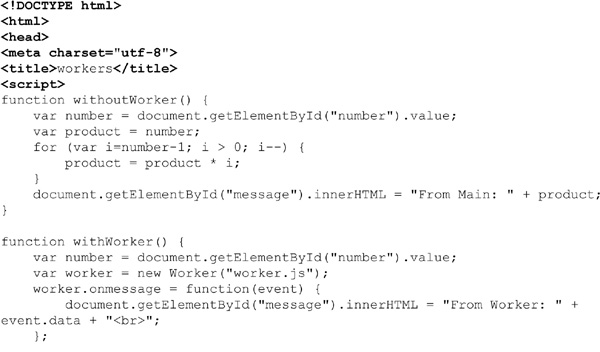 <!DOCTYPE html>
<html>
<head>
<meta charset="utf-8">
<title>workers</title>
<script>
function withoutWorker() {
    var number = document.getElementById("number").value;
    var product = number;
    for (var i=number-1; i > 0; i--) {
        product = product * i;
    }
    document.getElementById("message").innerHTML = "From Main: " + product;
}

function withWorker() {
    var number = document.getElementById("number").value;
    var worker = new Worker("worker.js");
    worker.onmessage = function(event) {
        document.getElementById("message").innerHTML = "From Worker: " +
event.data + "<br>";
    };